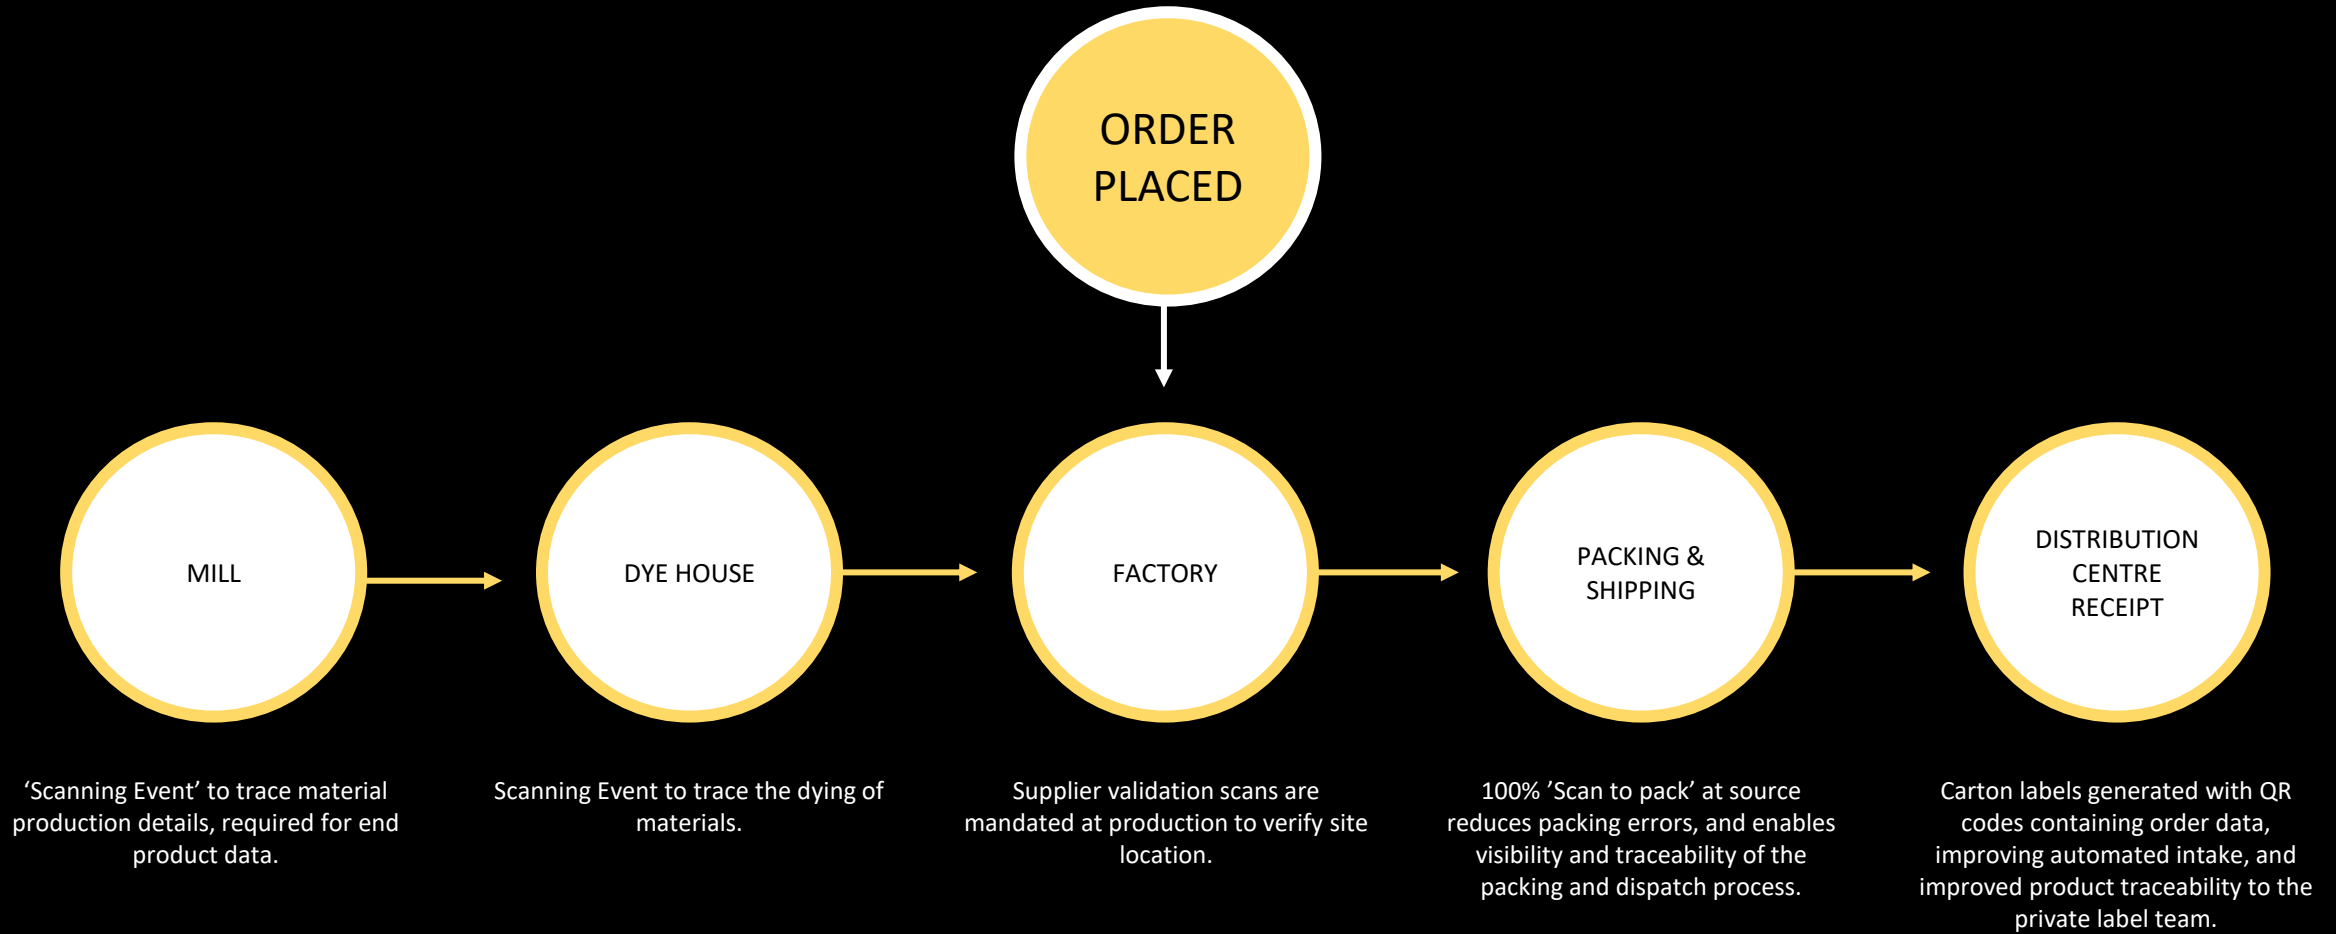 ORDER
PLACED
MILL
DYE HOUSE
FACTORY
PACKING &
SHIPPING
DISTRIBUTION
CENTRE
RECEIPT
‘Scanning Event’ to trace material
production details, required for end
product data.
Scanning Event to trace the dying of
materials.
Supplier validation scans are
mandated at production to verify site
location.
100% ’Scan to pack’ at source
reduces packing errors, and enables
visibility and traceability of the
packing and dispatch process.
Carton labels generated with QR
codes containing order data,
improving automated intake, and
improved product traceability to the
private label team.